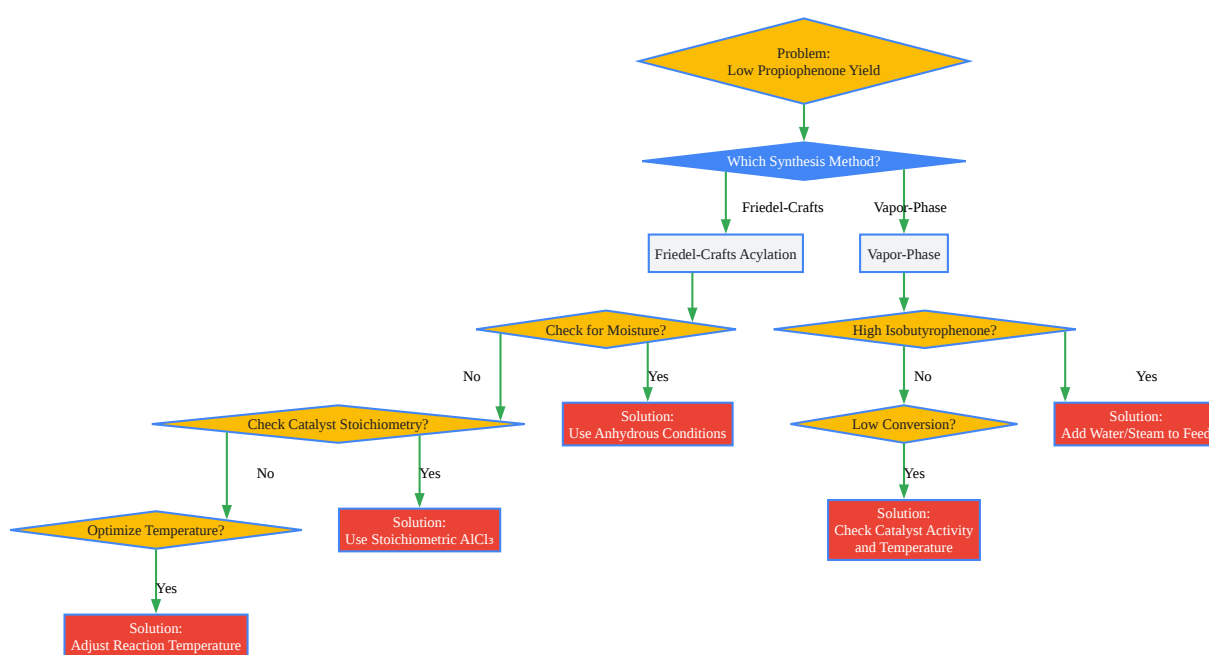 Problem:
Low Propiophenone Yield
Which Synthesis Method?
Friedel-Crafts
Vapor-Phase
Friedel-Crafts Acylation
Vapor-Phase
Check for Moisture?
High Isobutyrophenone?
No
Yes
No
Yes
Check Catalyst Stoichiometry?
Solution:
Use Anhydrous Conditions
Low Conversion?
Solution:
Add Water/Steam to Feed
No
Yes
Yes
Optimize Temperature?
Solution:
Use Stoichiometric AlCl₃
Solution:
Check Catalyst Activity
and Temperature
Yes
Solution:
Adjust Reaction Temperature